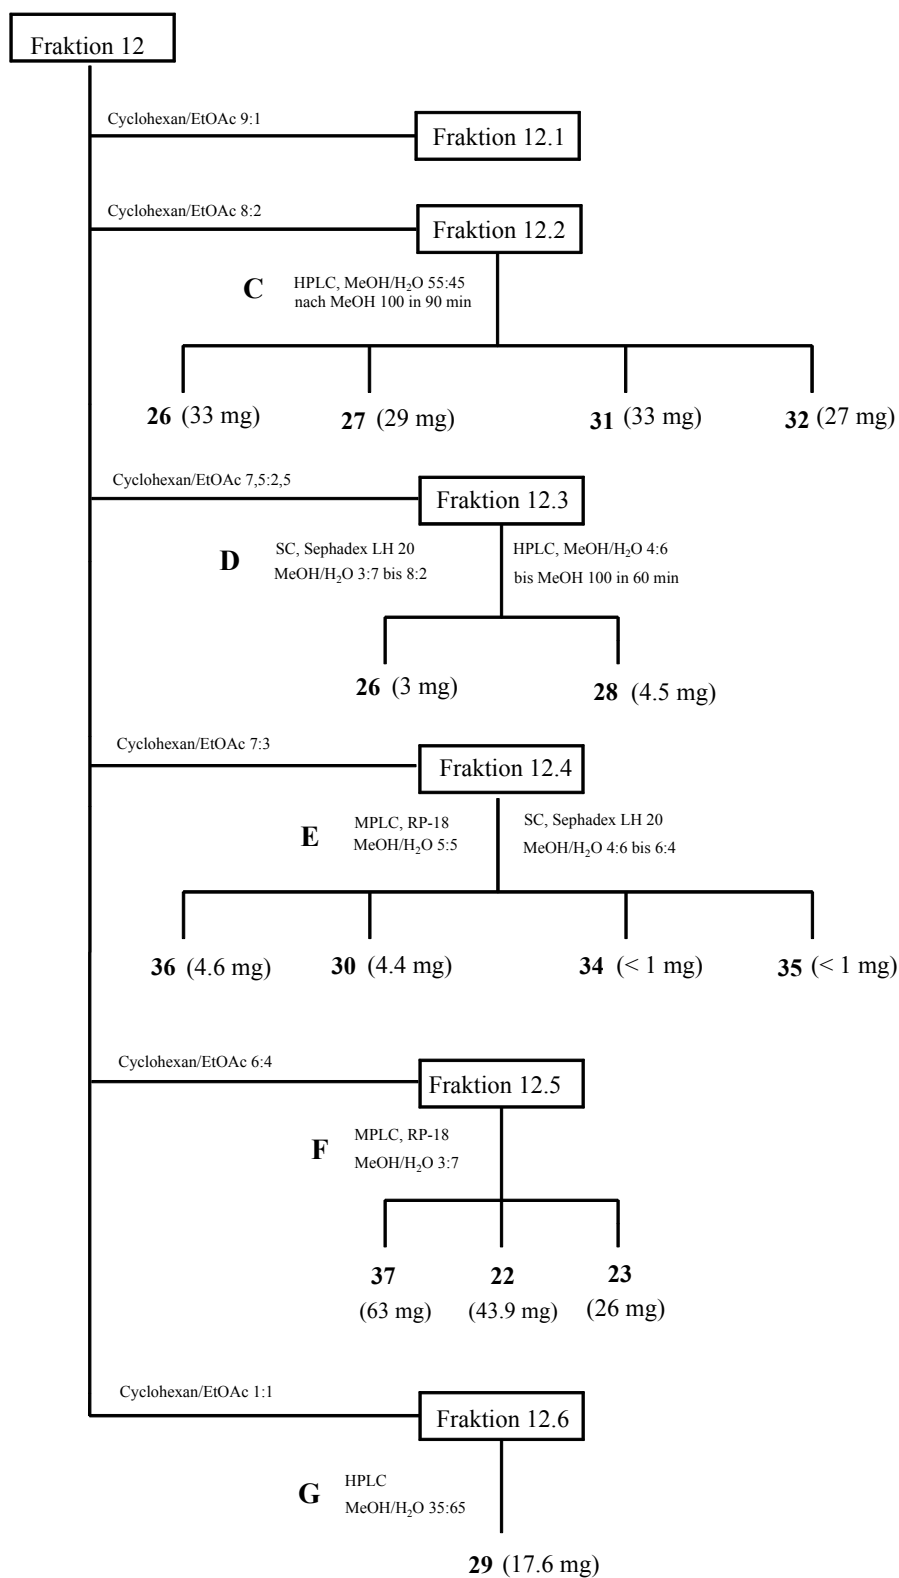 Fraktion 12
Cyclohexan/EtOAc 9:1
Fraktion 12.1
Cyclohexan/EtOAc 8:2
Fraktion 12.2
C
HPLC, MeOH/H₂O 55:45
nach MeOH 100 in 90 min
26 (33 mg)
27 (29 mg)
31 (33 mg)
32 (27 mg)
Cyclohexan/EtOAc 7,5:2,5
Fraktion 12.3
D
SC, Sephadex LH 20
MeOH/H₂O 3:7 bis 8:2
HPLC, MeOH/H₂O 4:6
bis MeOH 100 in 60 min
26 (3 mg)
28 (4.5 mg)
Cyclohexan/EtOAc 7:3
Fraktion 12.4
E
MPLC, RP-18
MeOH/H₂O 5:5
SC, Sephadex LH 20
MeOH/H₂O 4:6 bis 6:4
36 (4.6 mg)
30 (4.4 mg)
34 (< 1 mg)
35 (< 1 mg)
Cyclohexan/EtOAc 6:4
Fraktion 12.5
F
MPLC, RP-18
MeOH/H₂O 3:7
37
(63 mg)
22
(43.9 mg)
23
(26 mg)
Cyclohexan/EtOAc 1:1
Fraktion 12.6
G
HPLC
MeOH/H₂O 35:65
29 (17.6 mg)